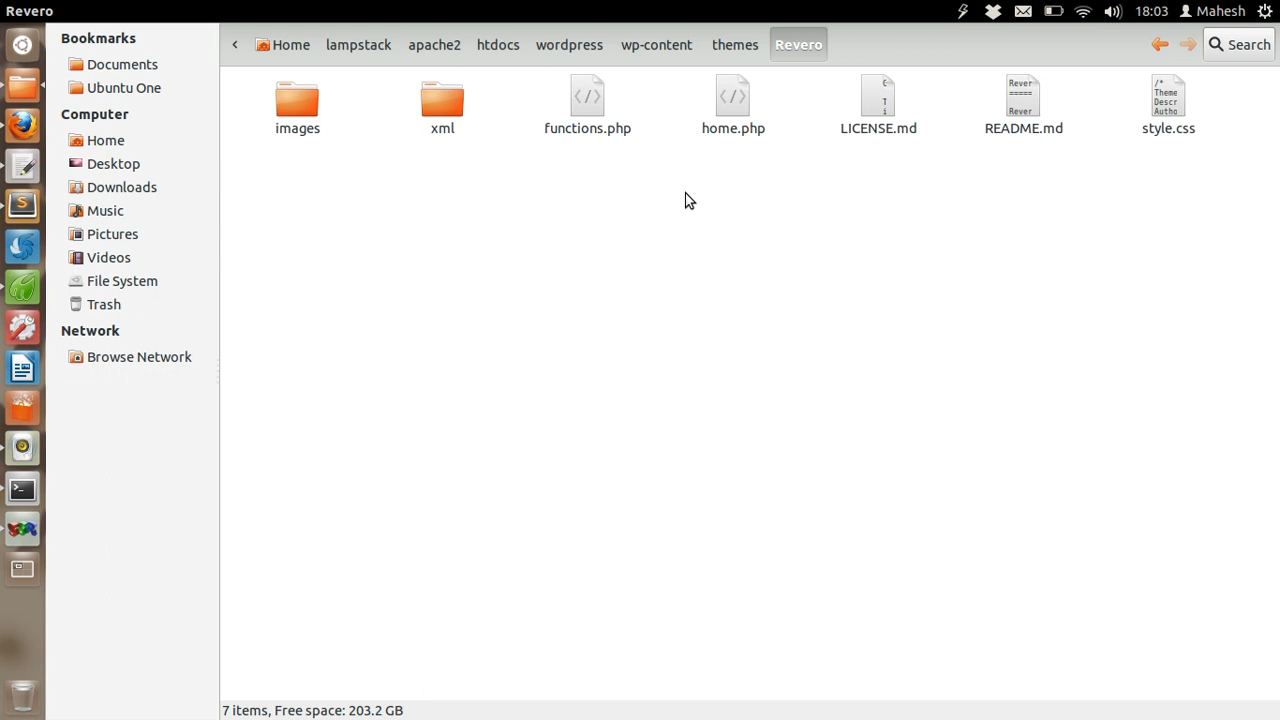 Revero
18:03 Mahesh
Bookmarks
Documents
Ubuntu One
Computer
Home
Desktop
Downloads
Music
Pictures
Videos
File System
Trash
Network
Browse Network
Home lampstack apache2 htdocs wordpress wp-content themes Revero Search
images xml functions.php home.php LICENSE.md README.md style.css
7 items, Free space: 203.2 GB